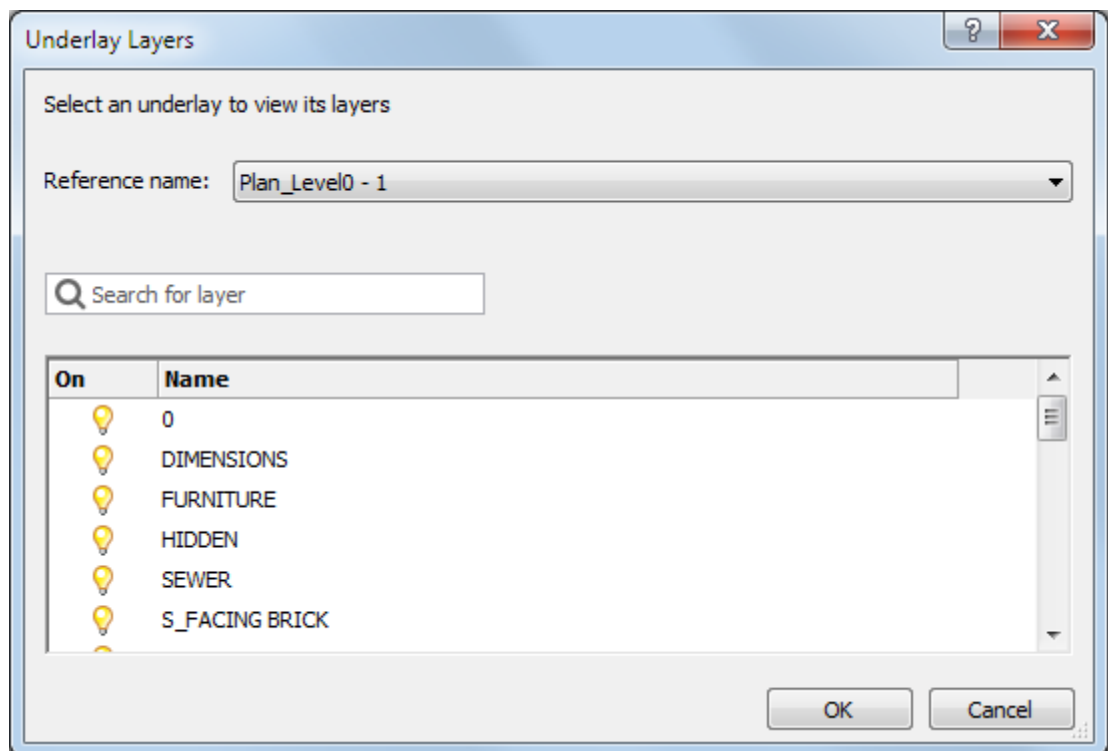 Underlay Layers
Select an underlay to view its layers
Reference name: Plan_Level0 - 1
Search for layer
On Name
0
DIMENSIONS
FURNITURE
HIDDEN
SEWER
S_FACING BRICK
OK Cancel